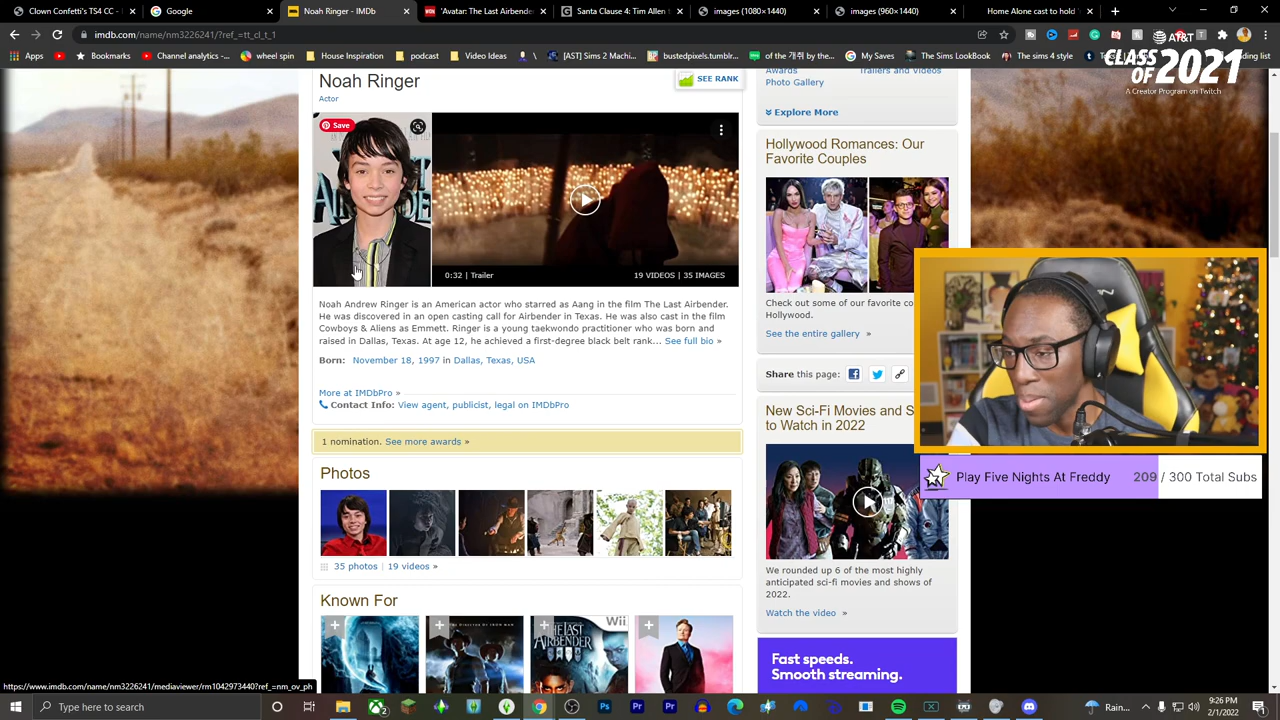 Clown Confetti's TS4 CC -
Google
Noah Ringer - IMDb
'Avatar: The Last Airbende
Santa Clause 4: Tim Allen
images (1080×1440)
images (960×1440)
Home Alone cast to hold
imdb.com/name/nm3226241/?ref_=tt_cl_t_1
Apps
Bookmarks
Channel analytics -...
wheel spin
House Inspiration
podcast
Video Ideas
[AST] Sims 2 Machi...
bustedpixels.tumblr...
of the 개취 by eve...
My Saves
The Sims LookBook
The sims 4 style
AT&T
CLASS OF 2021
A Creator Program on Twitch
Noah Ringer
Actor
SEE RANK
Save
0:32 | Trailer
19 VIDEOS | 35 IMAGES
Noah Andrew Ringer is an American actor who starred as Aang in the film The Last Airbender.
He was discovered in an open casting call for Airbender in Texas. He was also cast in the film
Cowboys & Aliens as Emmett. Ringer is a young taekwondo practitioner who was born and
raised in Dallas, Texas. At age 12, he achieved a first-degree black belt rank... See full bio »
Born: November 18, 1997 in Dallas, Texas, USA
More at IMDbPro »
Contact Info: View agent, publicist, legal on IMDbPro
1 nomination. See more awards »
Photos
35 photos | 19 videos »
Known For
THE LAST AIRBENDER
Wii
Awards
Trailers and Videos
Photo Gallery
Explore More
Hollywood Romances: Our
Favorite Couples
Check out some of our favorite co
Hollywood.
See the entire gallery »
Share this page:
New Sci-Fi Movies and S
to Watch in 2022
Play Five Nights At Freddy
209 / 300 Total Subs
We rounded up 6 of the most highly
anticipated sci-fi movies and shows of
2022.
Watch the video »
Fast speeds.
Smooth streaming.
https://www.imdb.com/name/nm3226241/mediaviewer/rm1042973440?ref_=nm_ov_ph
Type here to search
Rain...
9:26 PM
2/1/2022